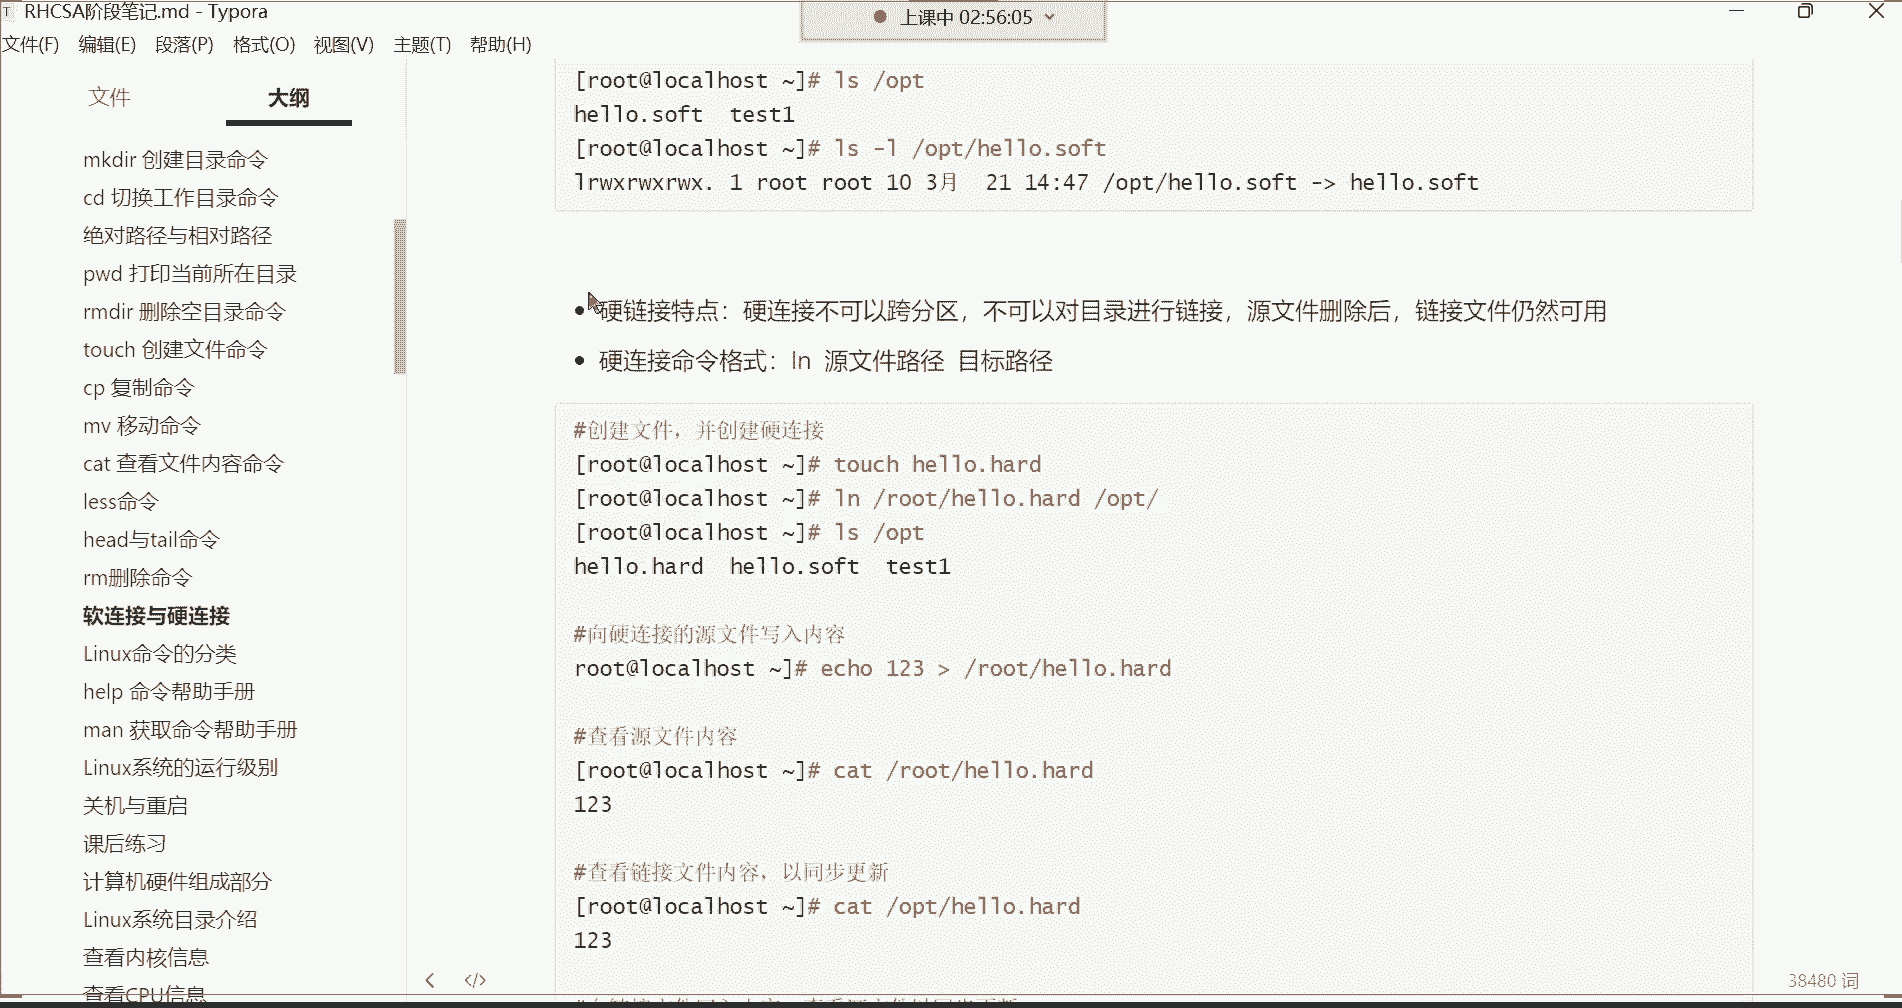 RHCSA阶段笔记.md - Typora
上课中 02:56:05
文件(F) 编辑(E) 段落(P) 格式(O) 视图(V) 主题(T) 帮助(H)
文件 大纲
mkdir 创建目录命令
cd 切换工作目录命令
绝对路径与相对路径
pwd 打印当前所在目录
rmdir 删除空目录命令
touch 创建文件命令
cp 复制命令
mv 移动命令
cat 查看文件内容命令
less命令
head与tail命令
rm删除命令
软连接与硬连接
Linux命令的分类
help 命令帮助手册
man 获取命令帮助手册
Linux系统的运行级别
关机与重启
课后练习
计算机硬件组成部分
Linux系统目录介绍
查看内核信息
查看CPU信息
[root@localhost ~]# ls /opt
hello.soft  test1
[root@localhost ~]# ls -l /opt/hello.soft
lrwxrwxrwx. 1 root root 10 3月  21 14:47 /opt/hello.soft -> hello.soft
硬链接特点：硬连接不可以跨分区，不可以对目录进行链接，源文件删除后，链接文件仍然可用
硬连接命令格式：ln 源文件路径 目标路径
#创建文件，并创建硬连接
[root@localhost ~]# touch hello.hard
[root@localhost ~]# ln /root/hello.hard /opt/
[root@localhost ~]# ls /opt
hello.hard  hello.soft  test1
#向硬连接的源文件写入内容
root@localhost ~]# echo 123 > /root/hello.hard
#查看源文件内容
[root@localhost ~]# cat /root/hello.hard
123
#查看链接文件内容，以同步更新
[root@localhost ~]# cat /opt/hello.hard
123
38480 词